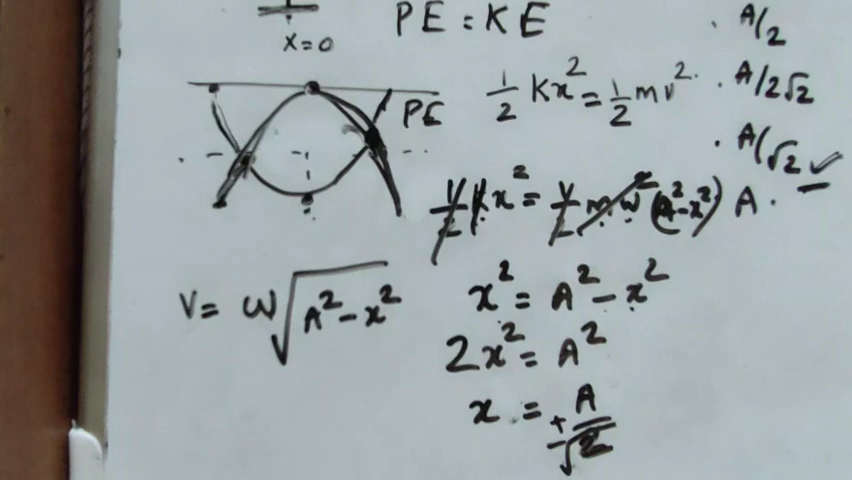 x=0
PE = KE
. A/2
PE
1/2 Kx² = 1/2 mv²
. A/2√2
. A/√2 ✓
1/2 Kx² = 1/2 mω² (A²-x²)
A .
V = ω√A²-x²
x² = A²-x²
2x² = A²
x = ±A/√2